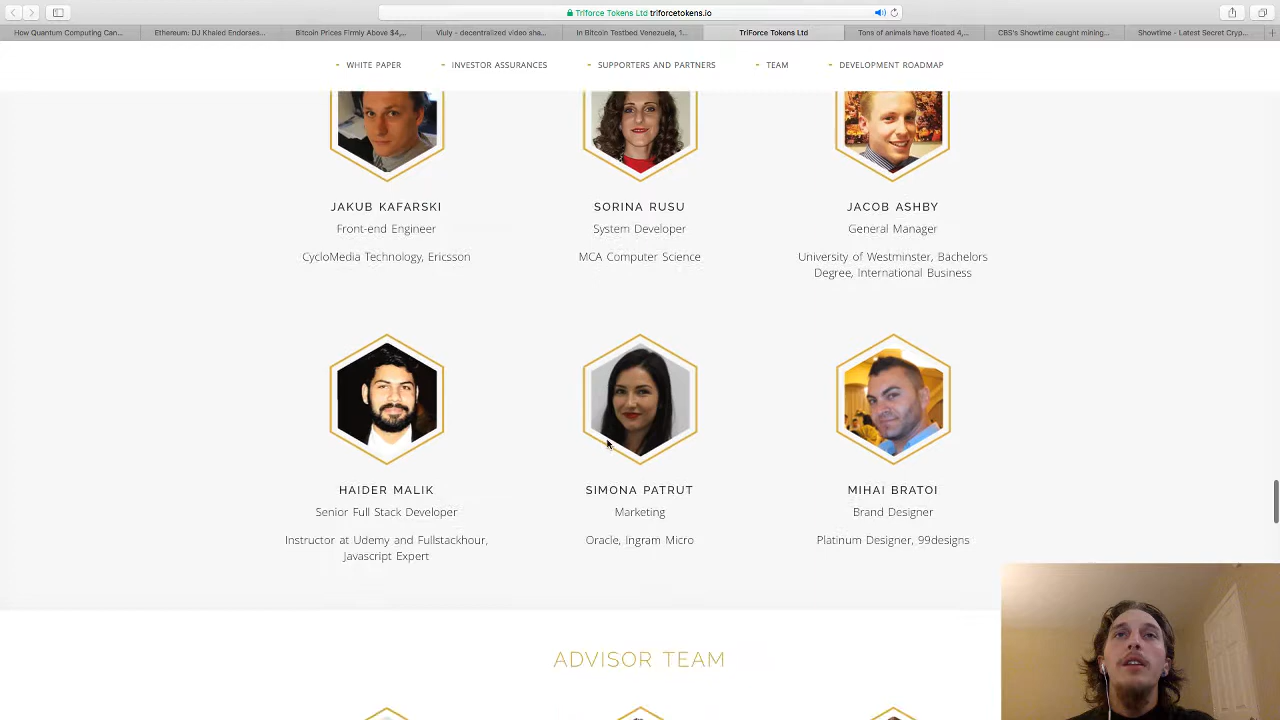 Triforce Tokens Ltd triforcetokens.io
How Quantum Computing Can... Ethereum: DJ Khaled Endorses... Bitcoin Prices Firmly Above $4,... Viuly - decentralized video sha... In Bitcoin Testbed Venezuela, 1... TriForce Tokens Ltd Tons of animals have floated 4,... CBS's Showtime caught mining... Showtime - Latest Secret Cryp...
- WHITE PAPER - INVESTOR ASSURANCES - SUPPORTERS AND PARTNERS - TEAM - DEVELOPMENT ROADMAP
JAKUB KAFARSKI
Front-end Engineer
CycloMedia Technology, Ericsson
SORINA RUSU
System Developer
MCA Computer Science
JACOB ASHBY
General Manager
University of Westminster, Bachelors
Degree, International Business
HAIDER MALIK
Senior Full Stack Developer
Instructor at Udemy and Fullstackhour,
Javascript Expert
SIMONA PATRUT
Marketing
Oracle, Ingram Micro
MIHAI BRATOI
Brand Designer
Platinum Designer, 99designs
ADVISOR TEAM